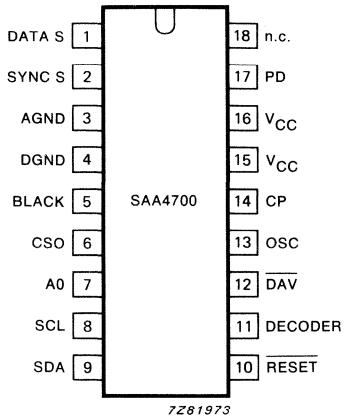 DATA S 1 18 n.c.
SYNC S 2 17 PD
AGND 3 16 VCC
DGND 4 15 VCC
BLACK 5 SAA4700 14 CP
CSO 6 13 OSC
A0 7 12 DAV
SCL 8 11 DECODER
SDA 9 10 RESET
7Z81973